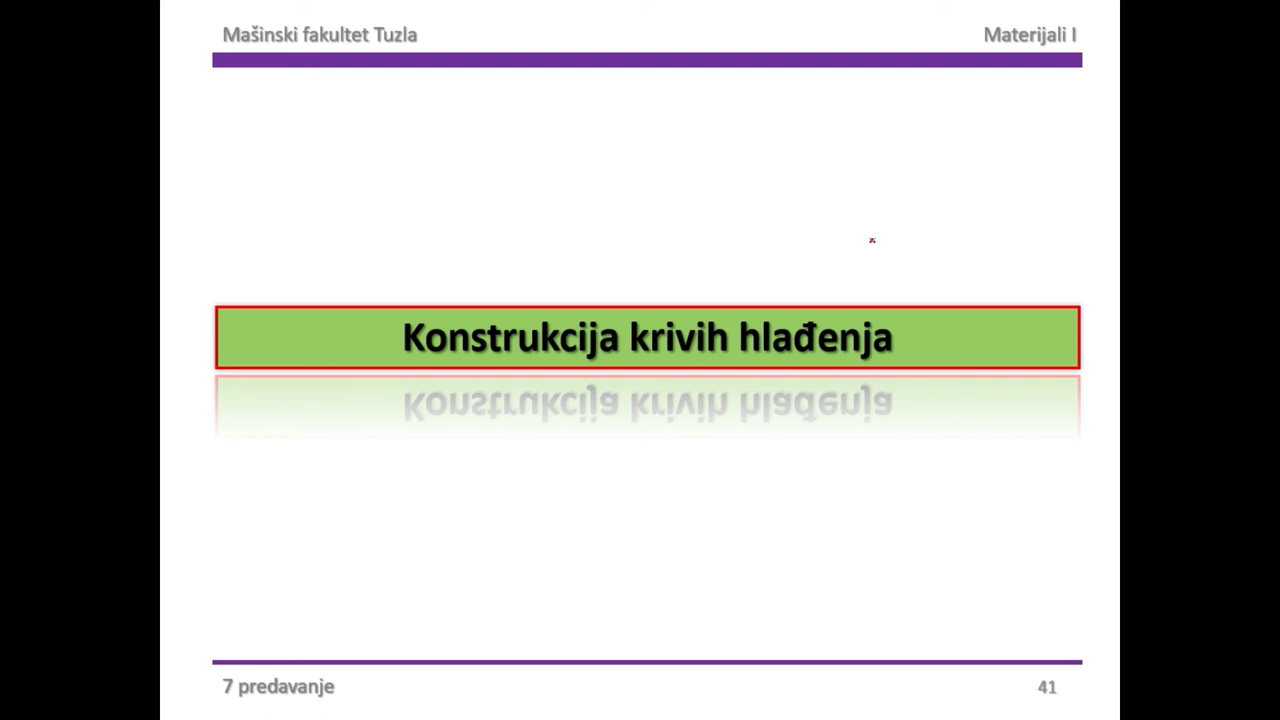 Mašinski fakultet Tuzla
Materijali I
Konstrukcija krivih hlađenja
7 predavanje
41